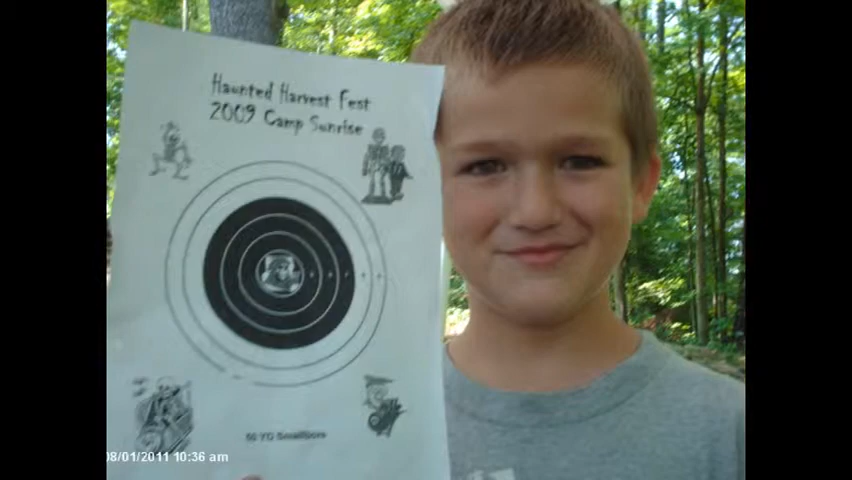 Haunted Harvest Fest
2009 Camp Sunrise
50 YD Smallbore
08/01/2011 10:36 am